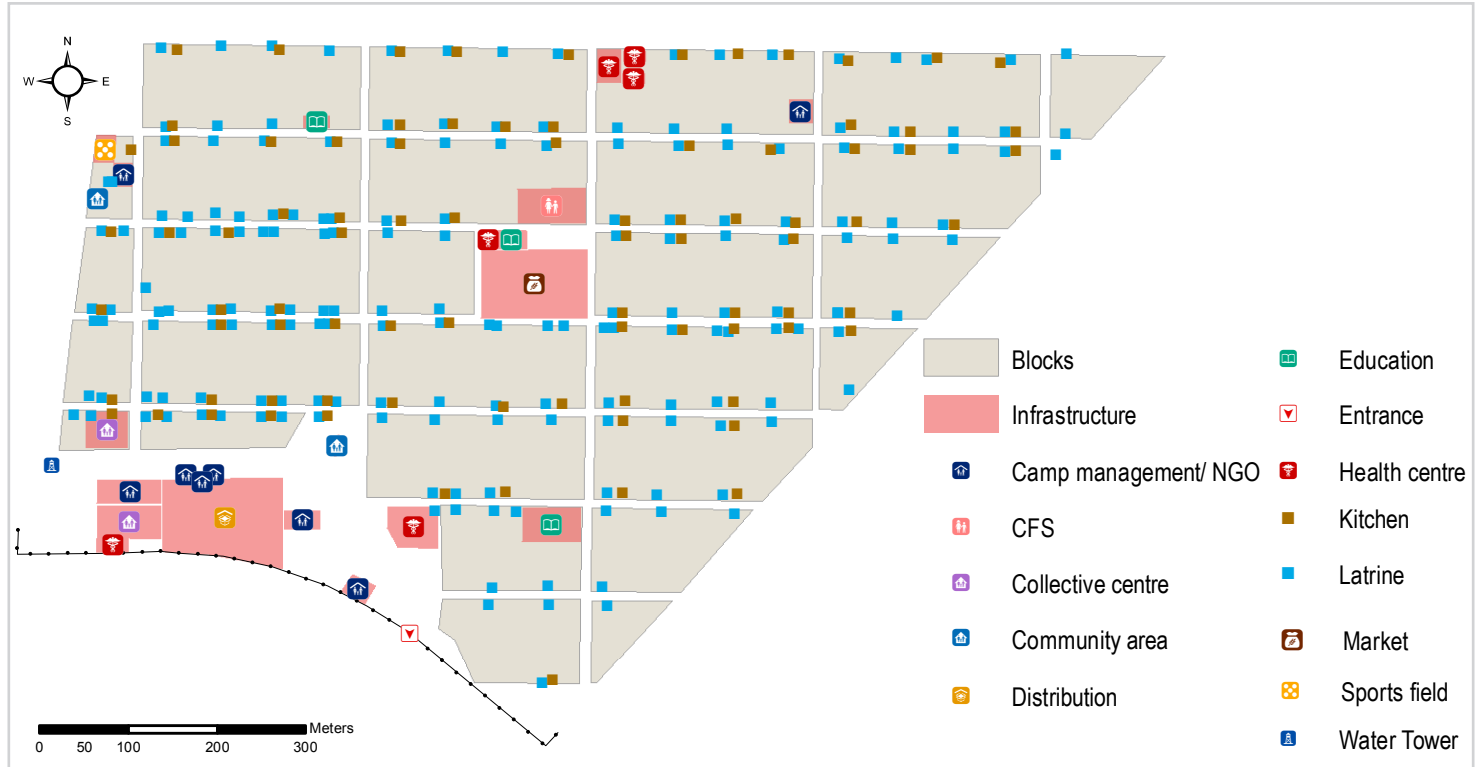 N
W E
S
Blocks
Infrastructure
Camp management/ NGO
CFS
Collective centre
Community area
Distribution
Education
Entrance
Health centre
Kitchen
Latrine
Market
Sports field
Water Tower
Meters
0 50 100 200 300